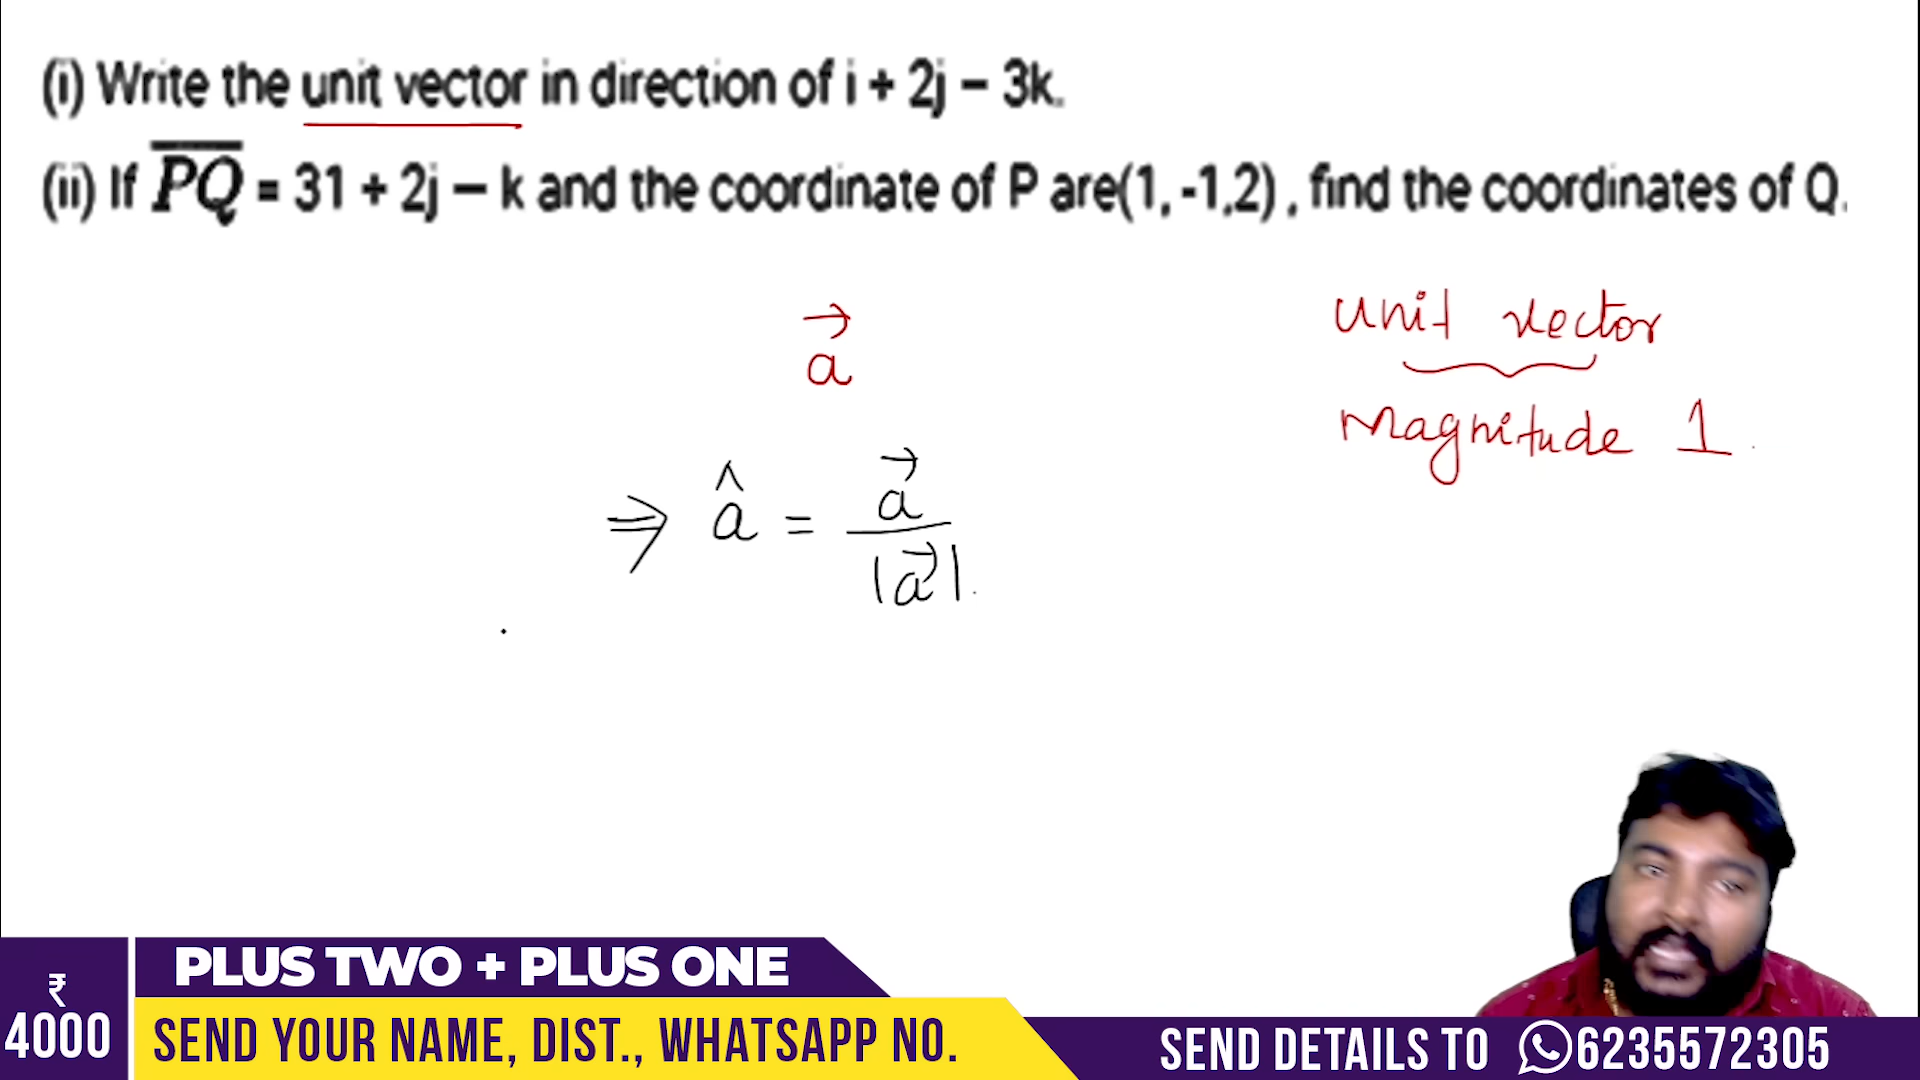 (i) Write the unit vector in direction of i + 2j – 3k.
(ii) If PQ = 31 + 2j – k and the coordinate of P are(1, -1,2) , find the coordinates of Q.
unit vector
a
Magnitude 1
⇒ â = a / |a|.
PLUS TWO + PLUS ONE
₹
4000
SEND YOUR NAME, DIST., WHATSAPP NO.
SEND DETAILS TO 6235572305